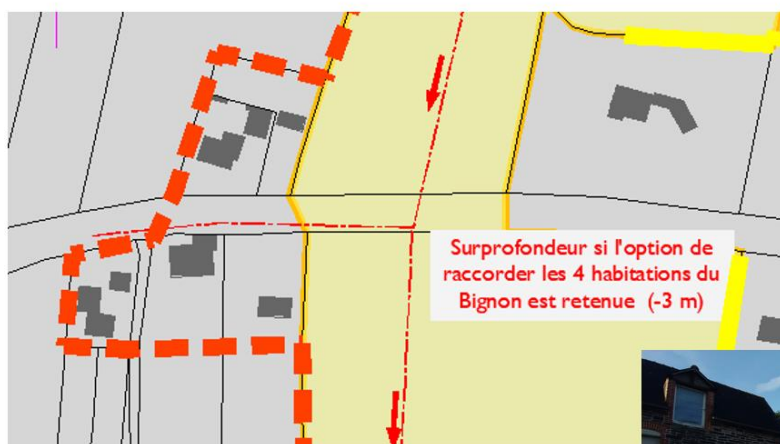 Surprofondeur si l'option de
raccorder les 4 habitations du
Bignon est retenue (-3 m)